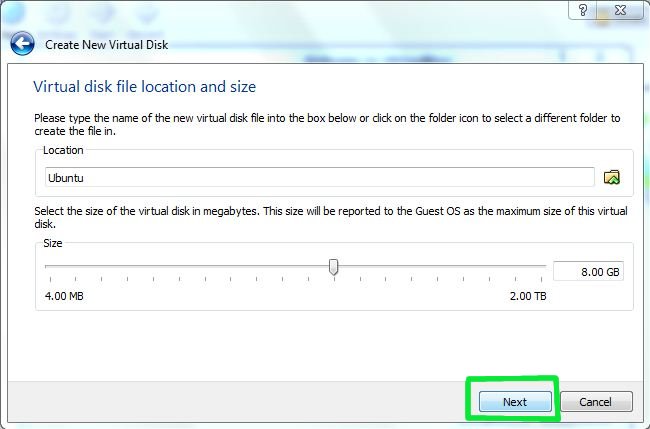 Create New Virtual Disk
Virtual disk file location and size
Please type the name of the new virtual disk file into the box below or click on the folder icon to select a different folder to
create the file in.
Location
Ubuntu
Select the size of the virtual disk in megabytes. This size will be reported to the Guest OS as the maximum size of this virtual
disk.
Size
8.00 GB
4.00 MB 2.00 TB
Next Cancel